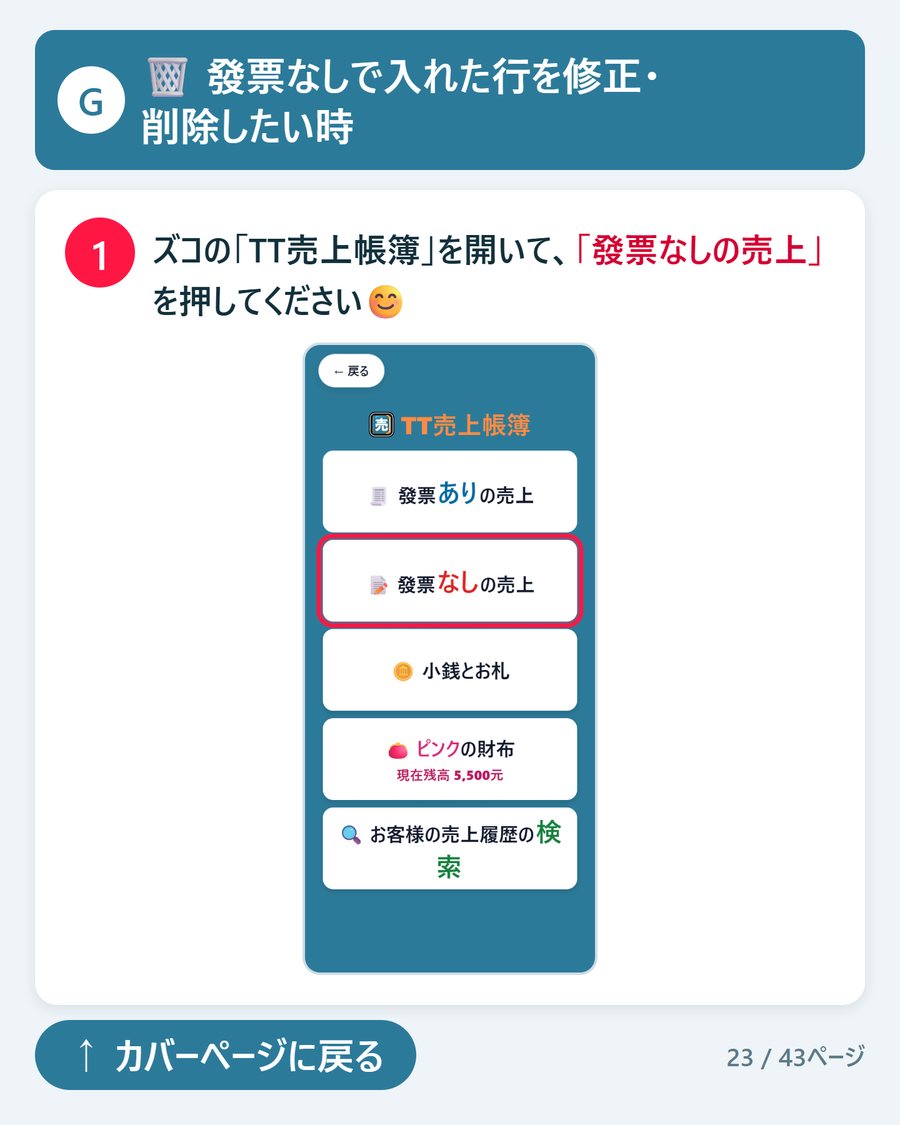 G
🗑️ 發票なしで入れた行を修正・
削除したい時
1
ズコの「TT売上帳簿」を開いて、「發票なしの売上」
を押してください😊
← 戻る
売 TT売上帳簿
🧾 發票ありの売上
📝 發票なしの売上
🪙 小銭とお札
👛 ピンクの財布
現在残高 5,500元
🔍 お客様の売上履歴の検
索
↑ カバーページに戻る
23 / 43ページ